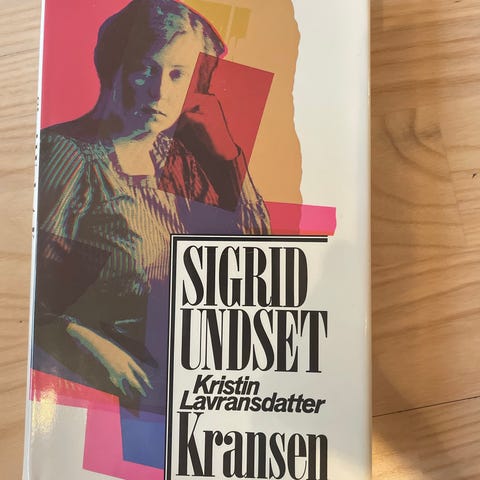 SIGRID
UNDSET
Kristin
Lavransdatter
Kransen